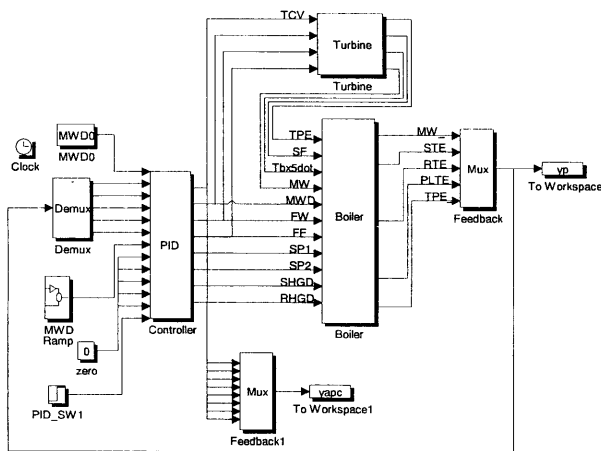 TCV
Turbine
Turbine
MWD0
MWD0
Clock
TPE
SF
Tbx5dot
MW
MWD
FW
FF
SP1
SP2
SHGD
RHGD
Boiler
Boiler
MW_
STE
RTE
PLTE
TPE
Mux
Feedback
yp
To Workspace
Demux
Demux
PID
Controller
MWD
Ramp
0
zero
PID_SW1
Mux
Feedback1
yapc
To Workspace1